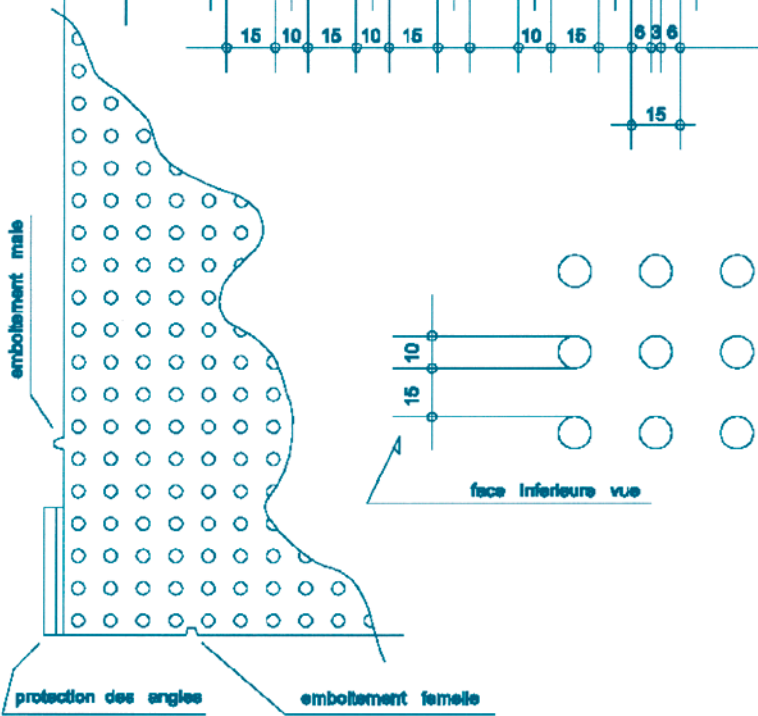 15 10 15 10 15 10 15 6 3 6
15
emboitement male
10
15
face inferieure vue
protection des angles
emboitement femelle